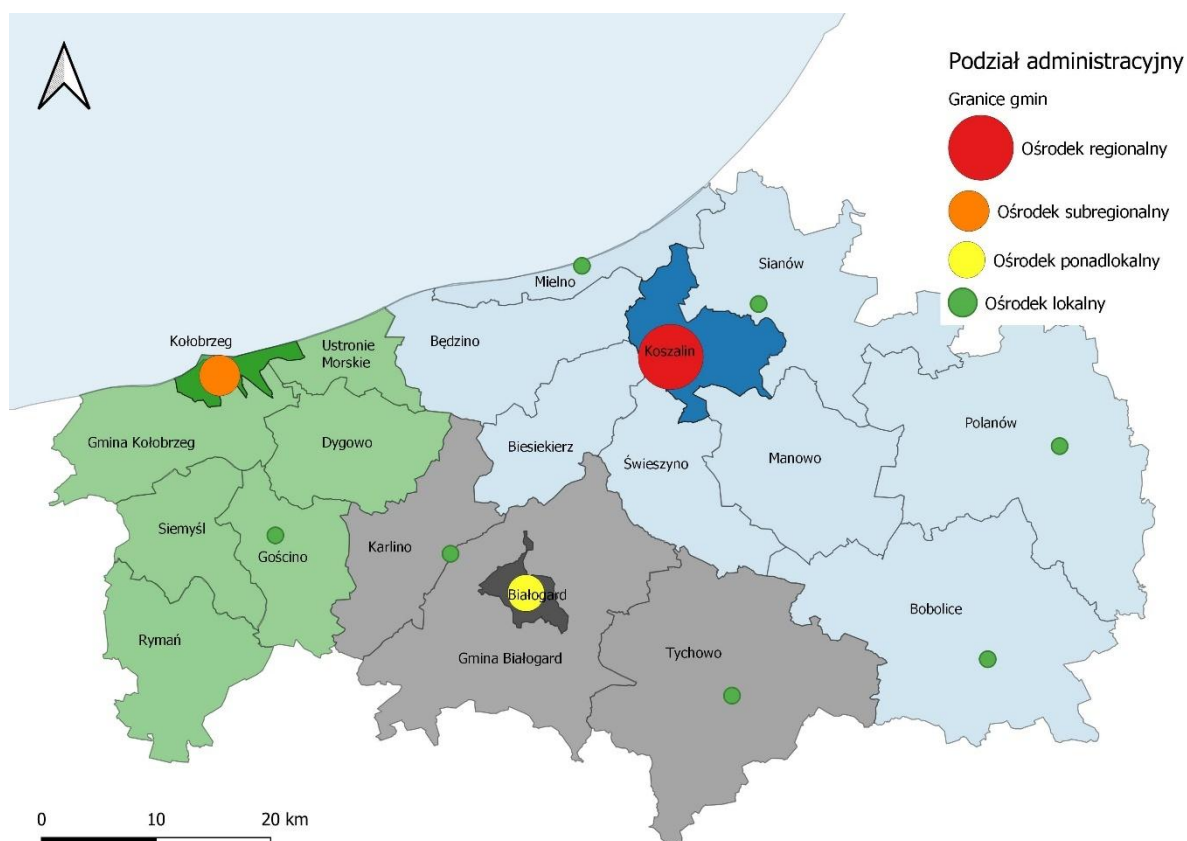 Podział administracyjny
Granice gmin
Ośrodek regionalny
Ośrodek subregionalny
Ośrodek ponadlokalny
Ośrodek lokalny
Sianów
Mielno
Kołobrzeg
Ustronie
Morskie
Będzino
Koszalin
Polanów
Gmina Kołobrzeg
Dygowo
Biesiekierz
Świeszyno
Manowo
Siemyśl
Gościno
Karlino
Białogard
Bobolice
Rymań
Gmina Białogard
Tychowo
0 10 20 km